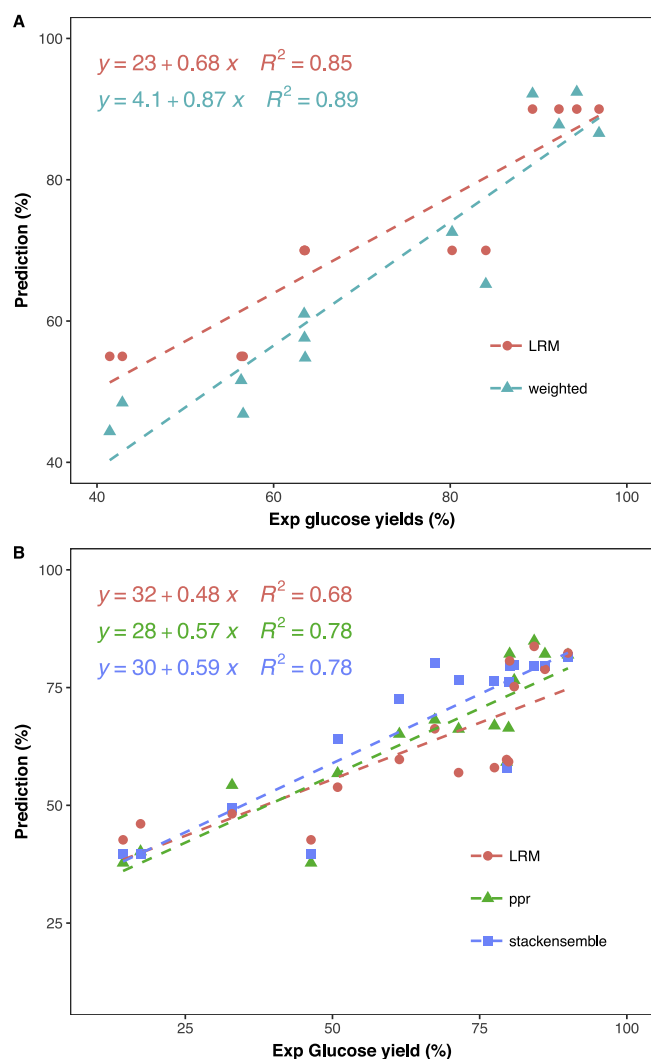 A
y = 23 + 0.68 x R² = 0.85
y = 4.1 + 0.87 x R² = 0.89
100
80
60
40
Prediction (%)
LRM
weighted
40 60 80 100
Exp glucose yields (%)
B
y = 32 + 0.48 x R² = 0.68
y = 28 + 0.57 x R² = 0.78
y = 30 + 0.59 x R² = 0.78
100
75
50
25
Prediction (%)
LRM
ppr
stackensemble
25 50 75 100
Exp Glucose yield (%)